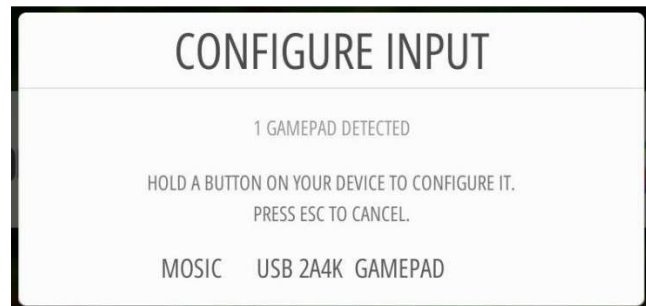 CONFIGURE INPUT
1 GAMEPAD DETECTED
HOLD A BUTTON ON YOUR DEVICE TO CONFIGURE IT.
PRESS ESC TO CANCEL.
MOSIC USB 2A4K GAMEPAD